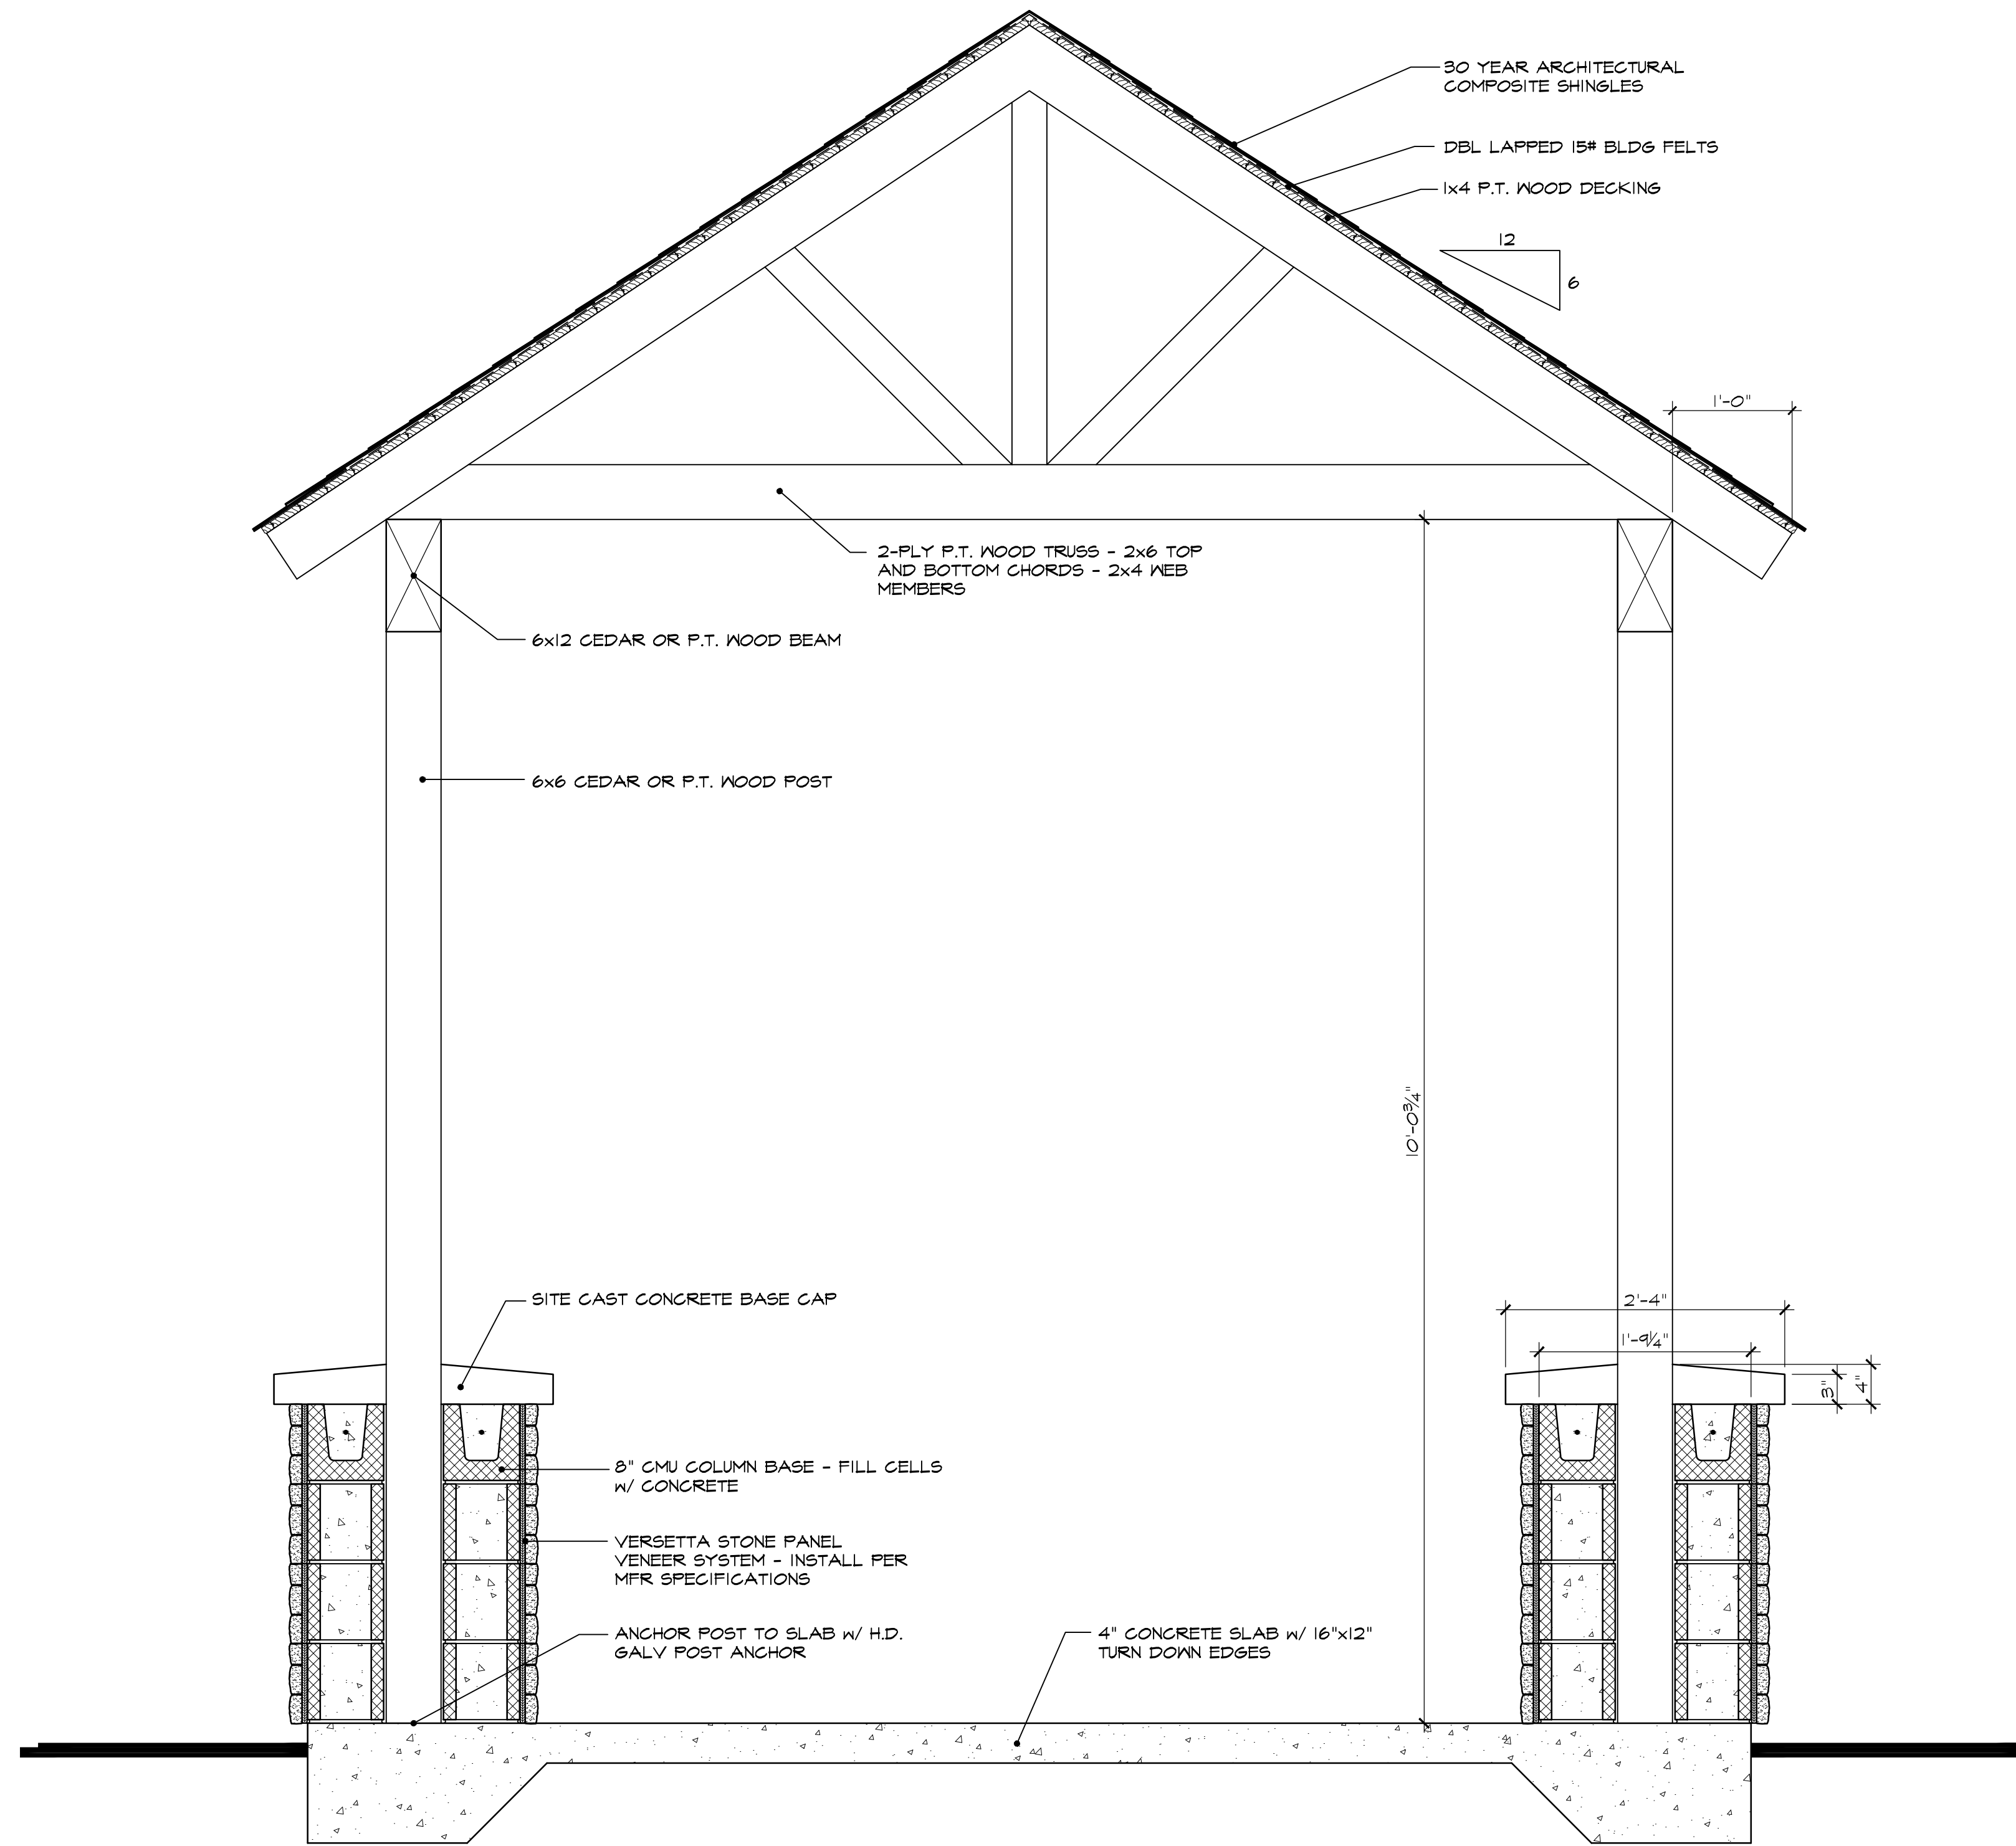 30 YEAR ARCHITECTURAL
COMPOSITE SHINGLES
DBL LAPPED 15# BLDG FELTS
1x4 P.T. WOOD DECKING
12
6
1'-0"
2-PLY P.T. WOOD TRUSS - 2x6 TOP
AND BOTTOM CHORDS - 2x4 WEB
MEMBERS
6x12 CEDAR OR P.T. WOOD BEAM
6x6 CEDAR OR P.T. WOOD POST
10'-0¾"
SITE CAST CONCRETE BASE CAP
2'-4"
1'-9¼"
3"
4"
8" CMU COLUMN BASE - FILL CELLS
w/ CONCRETE
VERSETTA STONE PANEL
VENEER SYSTEM - INSTALL PER
MFR SPECIFICATIONS
ANCHOR POST TO SLAB w/ H.D.
GALV POST ANCHOR
4" CONCRETE SLAB w/ 16"x12"
TURN DOWN EDGES